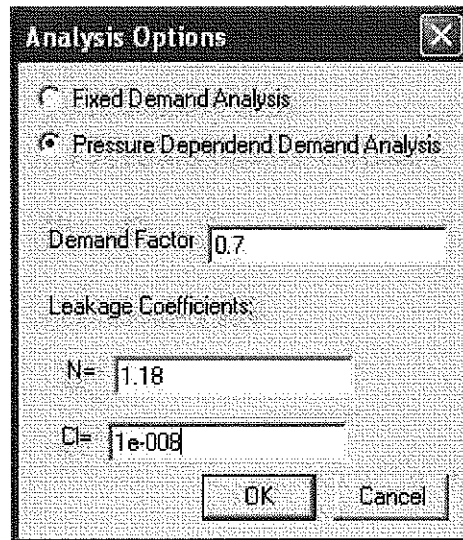 Analysis Options
Fixed Demand Analysis
Pressure Dependend Demand Analysis
Demand Factor 0.7
Leakage Coefficients:
N= 1.18
Cl= 1e-008
OK Cancel